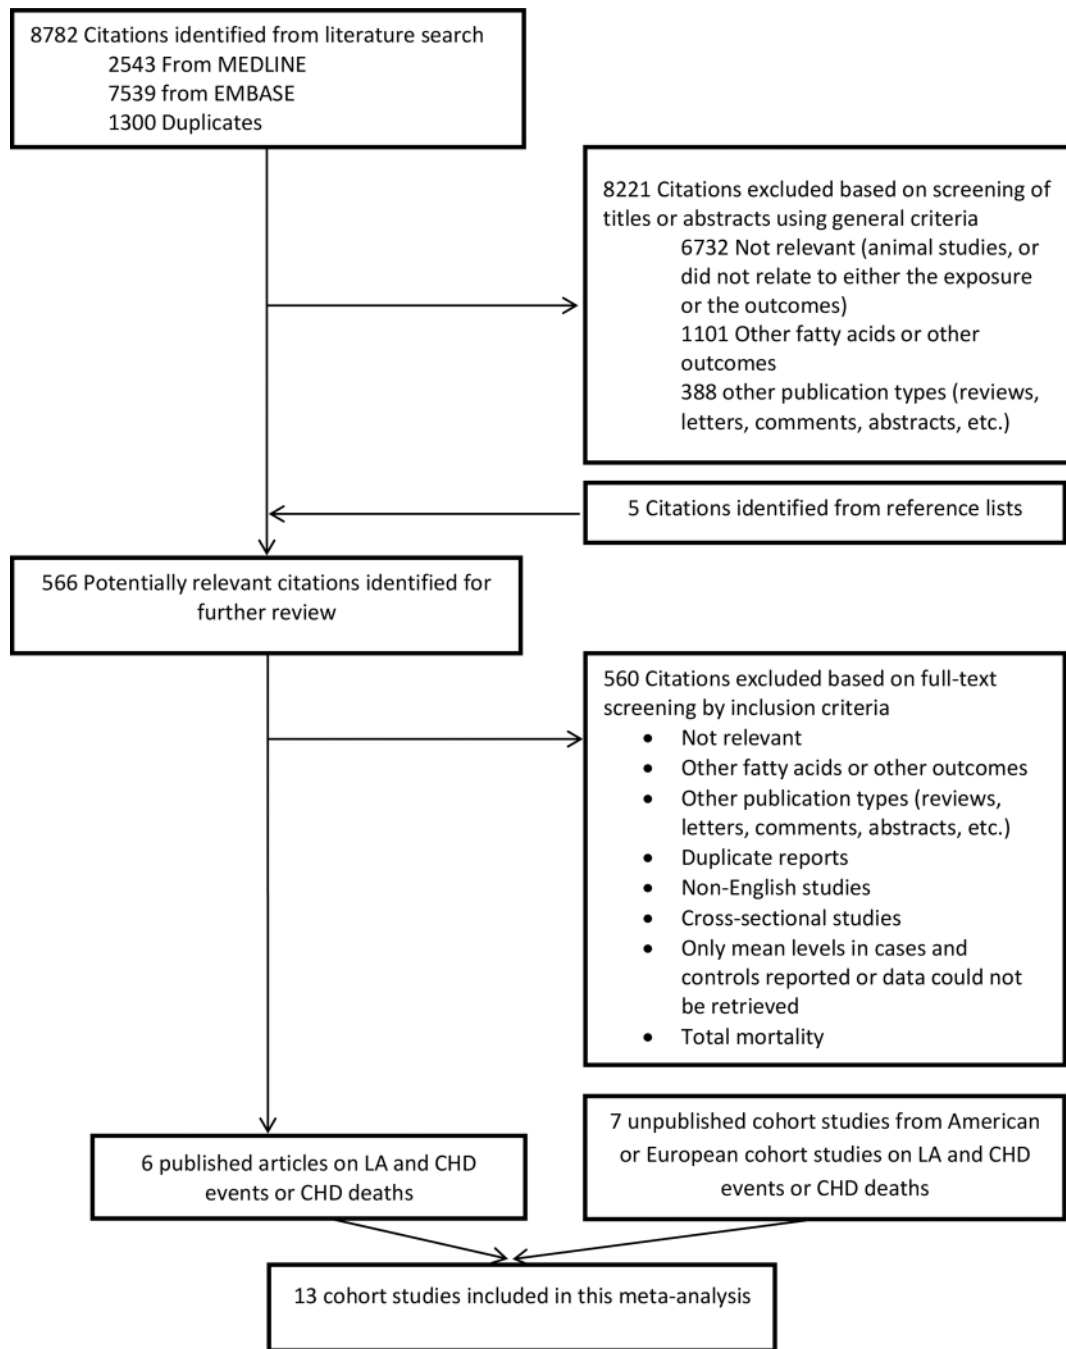 8782 Citations identified from literature search
2543 From MEDLINE
7539 from EMBASE
1300 Duplicates
8221 Citations excluded based on screening of
titles or abstracts using general criteria
6732 Not relevant (animal studies, or
did not relate to either the exposure
or the outcomes)
1101 Other fatty acids or other
outcomes
388 other publication types (reviews,
letters, comments, abstracts, etc.)
5 Citations identified from reference lists
566 Potentially relevant citations identified for
further review
560 Citations excluded based on full-text
screening by inclusion criteria
• Not relevant
• Other fatty acids or other outcomes
• Other publication types (reviews,
letters, comments, abstracts, etc.)
• Duplicate reports
• Non-English studies
• Cross-sectional studies
• Only mean levels in cases and
controls reported or data could not
be retrieved
• Total mortality
7 unpublished cohort studies from American
or European cohort studies on LA and CHD
events or CHD deaths
6 published articles on LA and CHD
events or CHD deaths
13 cohort studies included in this meta-analysis